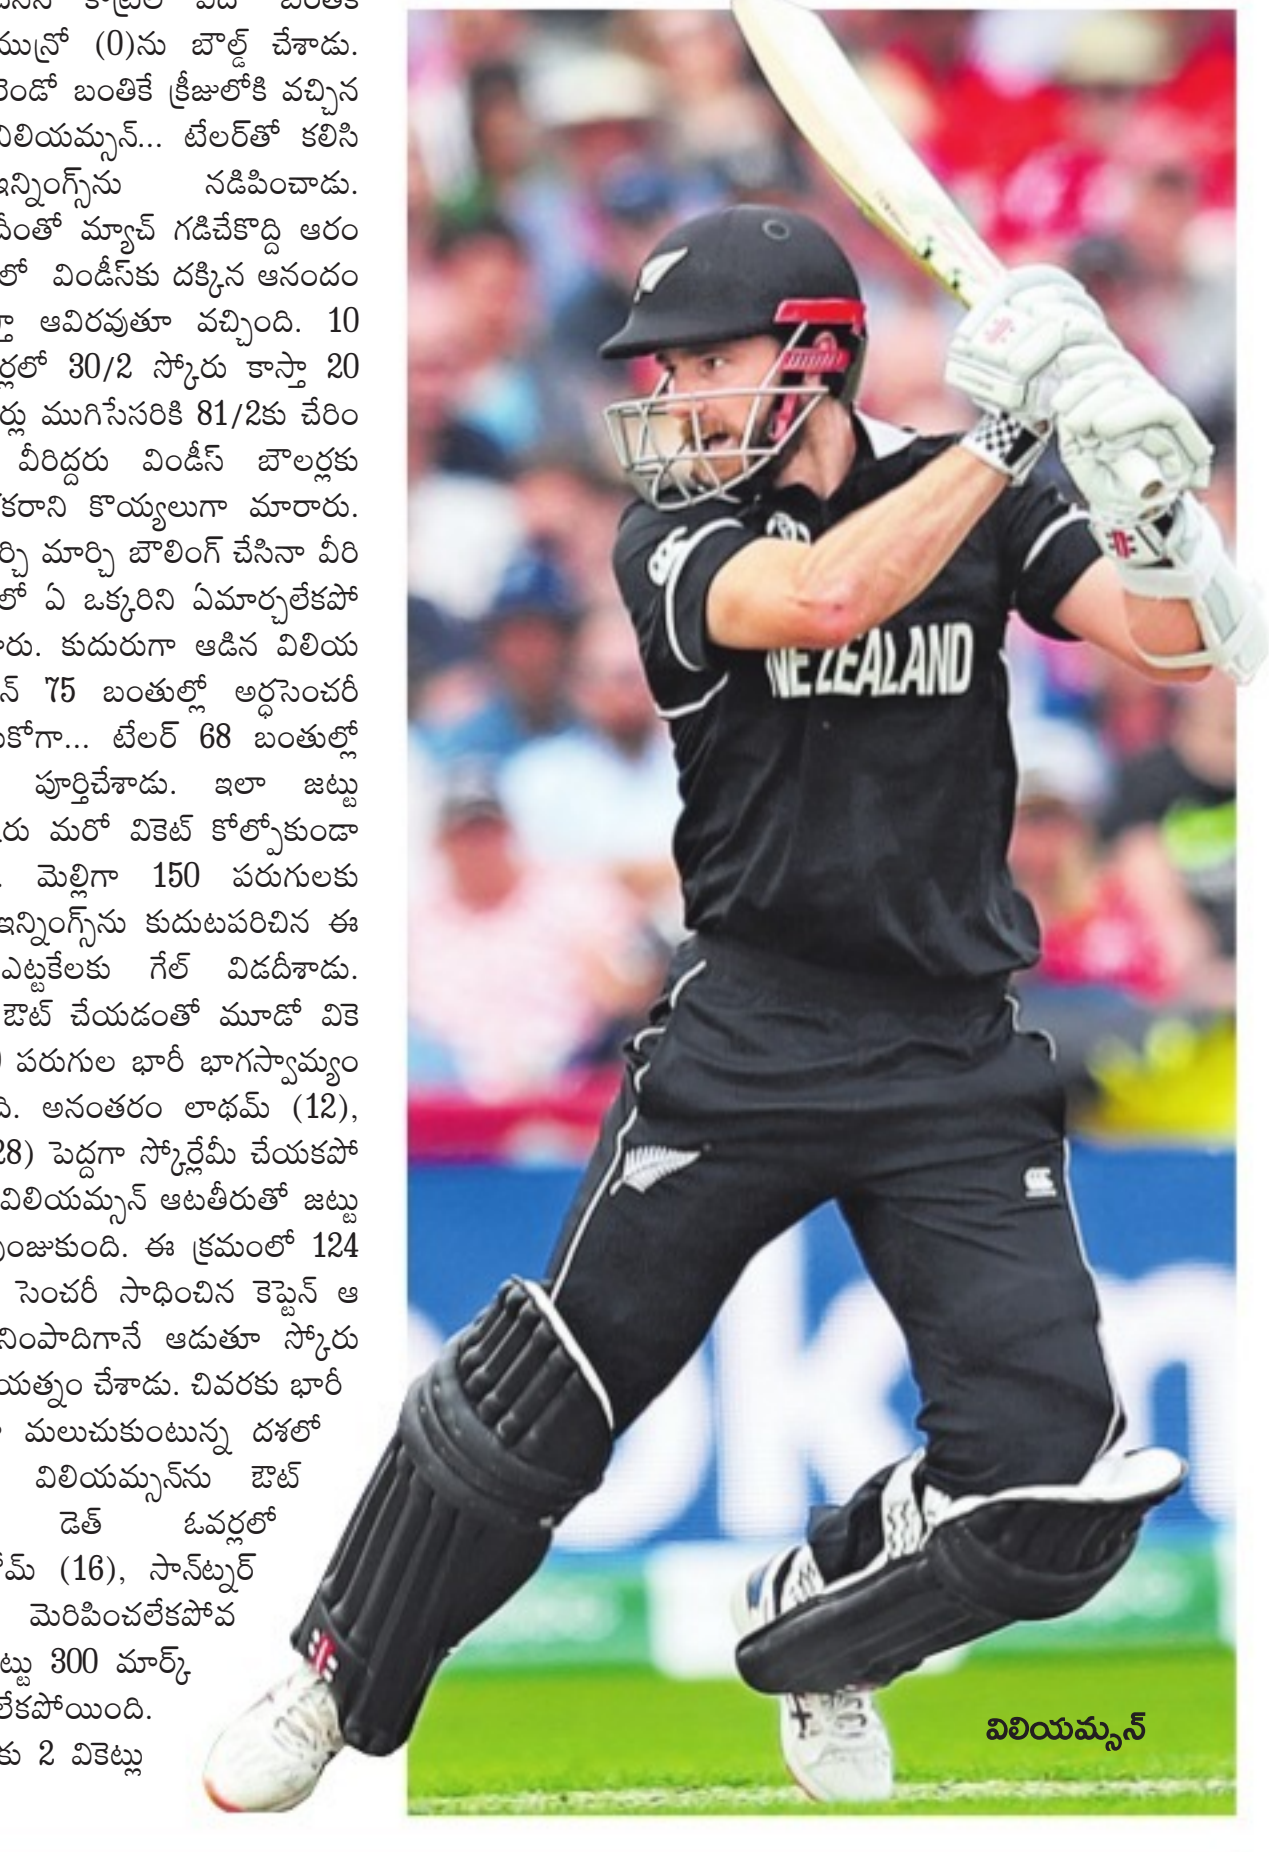 మున్రో (0)ను బౌల్డ్ చేశాడు.
రెండో బంతికే క్రీజులోకి వచ్చిన
విలియమ్సన్... టేలర్‌తో కలిసి
ఇన్నింగ్స్‌ను నడిపించాడు.
దీంతో మ్యాచ్ గడిచేకొద్ది ఆరం
లో విండీస్‌కు దక్కిన ఆనందం
ఆవిరవుతూ వచ్చింది. 10
ర్లలో 30/2 స్కోరు కాస్తా 20
ర్లు ముగిసేసరికి 81/2కు చేరిం
వీరిద్దరు విండీస్ బౌలర్లకు
కరాని కొయ్యలుగా మారారు.
ర్చి మార్చి బౌలింగ్ చేసినా వీరి
లో ఏ ఒక్కరిని ఏమార్చలేకపో
రు. కుదురుగా ఆడిన విలియ
న్ 75 బంతుల్లో అర్ధసెంచరీ
కోగా... టేలర్ 68 బంతుల్లో
పూర్తిచేశాడు. ఇలా జట్టు
రు మరో వికెట్ కోల్పోకుండా
మెల్లిగా 150 పరుగులకు
ఇన్నింగ్స్‌ను కుదుటపరిచిన ఈ
ఎట్టకేలకు గేల్ విడదీశాడు.
ఔట్ చేయడంతో మూడో వికె
పరుగుల భారీ భాగస్వామ్యం
ది. అనంతరం లాథమ్ (12),
28) పెద్దగా స్కోర్లేమీ చేయకపో
విలియమ్సన్ ఆటతీరుతో జట్టు
పుంజుకుంది. ఈ క్రమంలో 124
సెంచరీ సాధించిన కెప్టెన్ ఆ
నింపాదిగానే ఆడుతూ స్కోరు
యత్నం చేశాడు. చివరకు భారీ
మలుచుకుంటున్న దశలో
విలియమ్సన్‌ను ఔట్
డెత్ ఓవర్లలో
మ్ (16), సాన్‌ట్నర్
మెరిపించలేకపోవ
ట్టు 300 మార్క్
లేకపోయింది.
కు 2 వికెట్లు
NEW ZEALAND
విలియమ్సన్